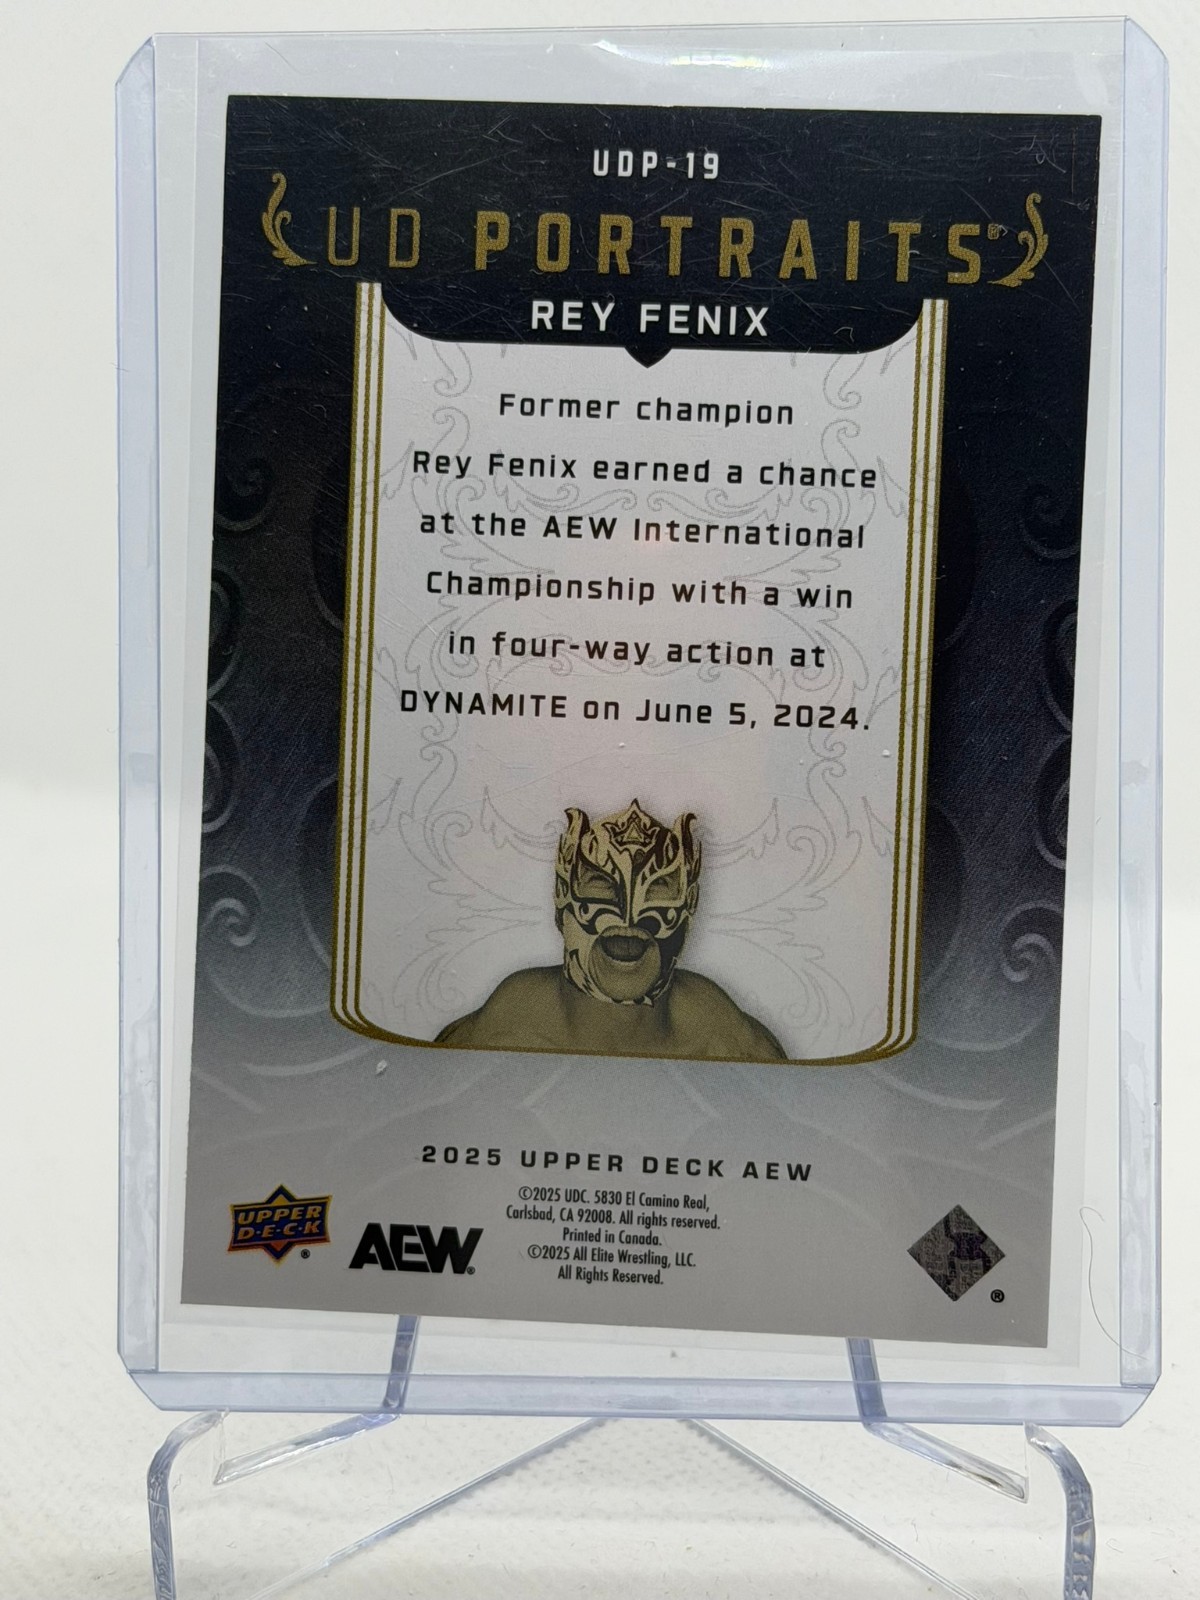 UDP-19
UD PORTRAITS
REY FENIX
Former champion
Rey Fenix earned a chance
at the AEW International
Championship with a win
in four-way action at
DYNAMITE on June 5, 2024.
2025 UPPER DECK AEW
©2025 UDC. 5830 El Camino Real,
Carlsbad, CA 92008. All rights reserved.
Printed in Canada.
©2025 All Elite Wrestling, LLC.
All Rights Reserved.
UPPER
D·E·C·K
®
AEW®
®